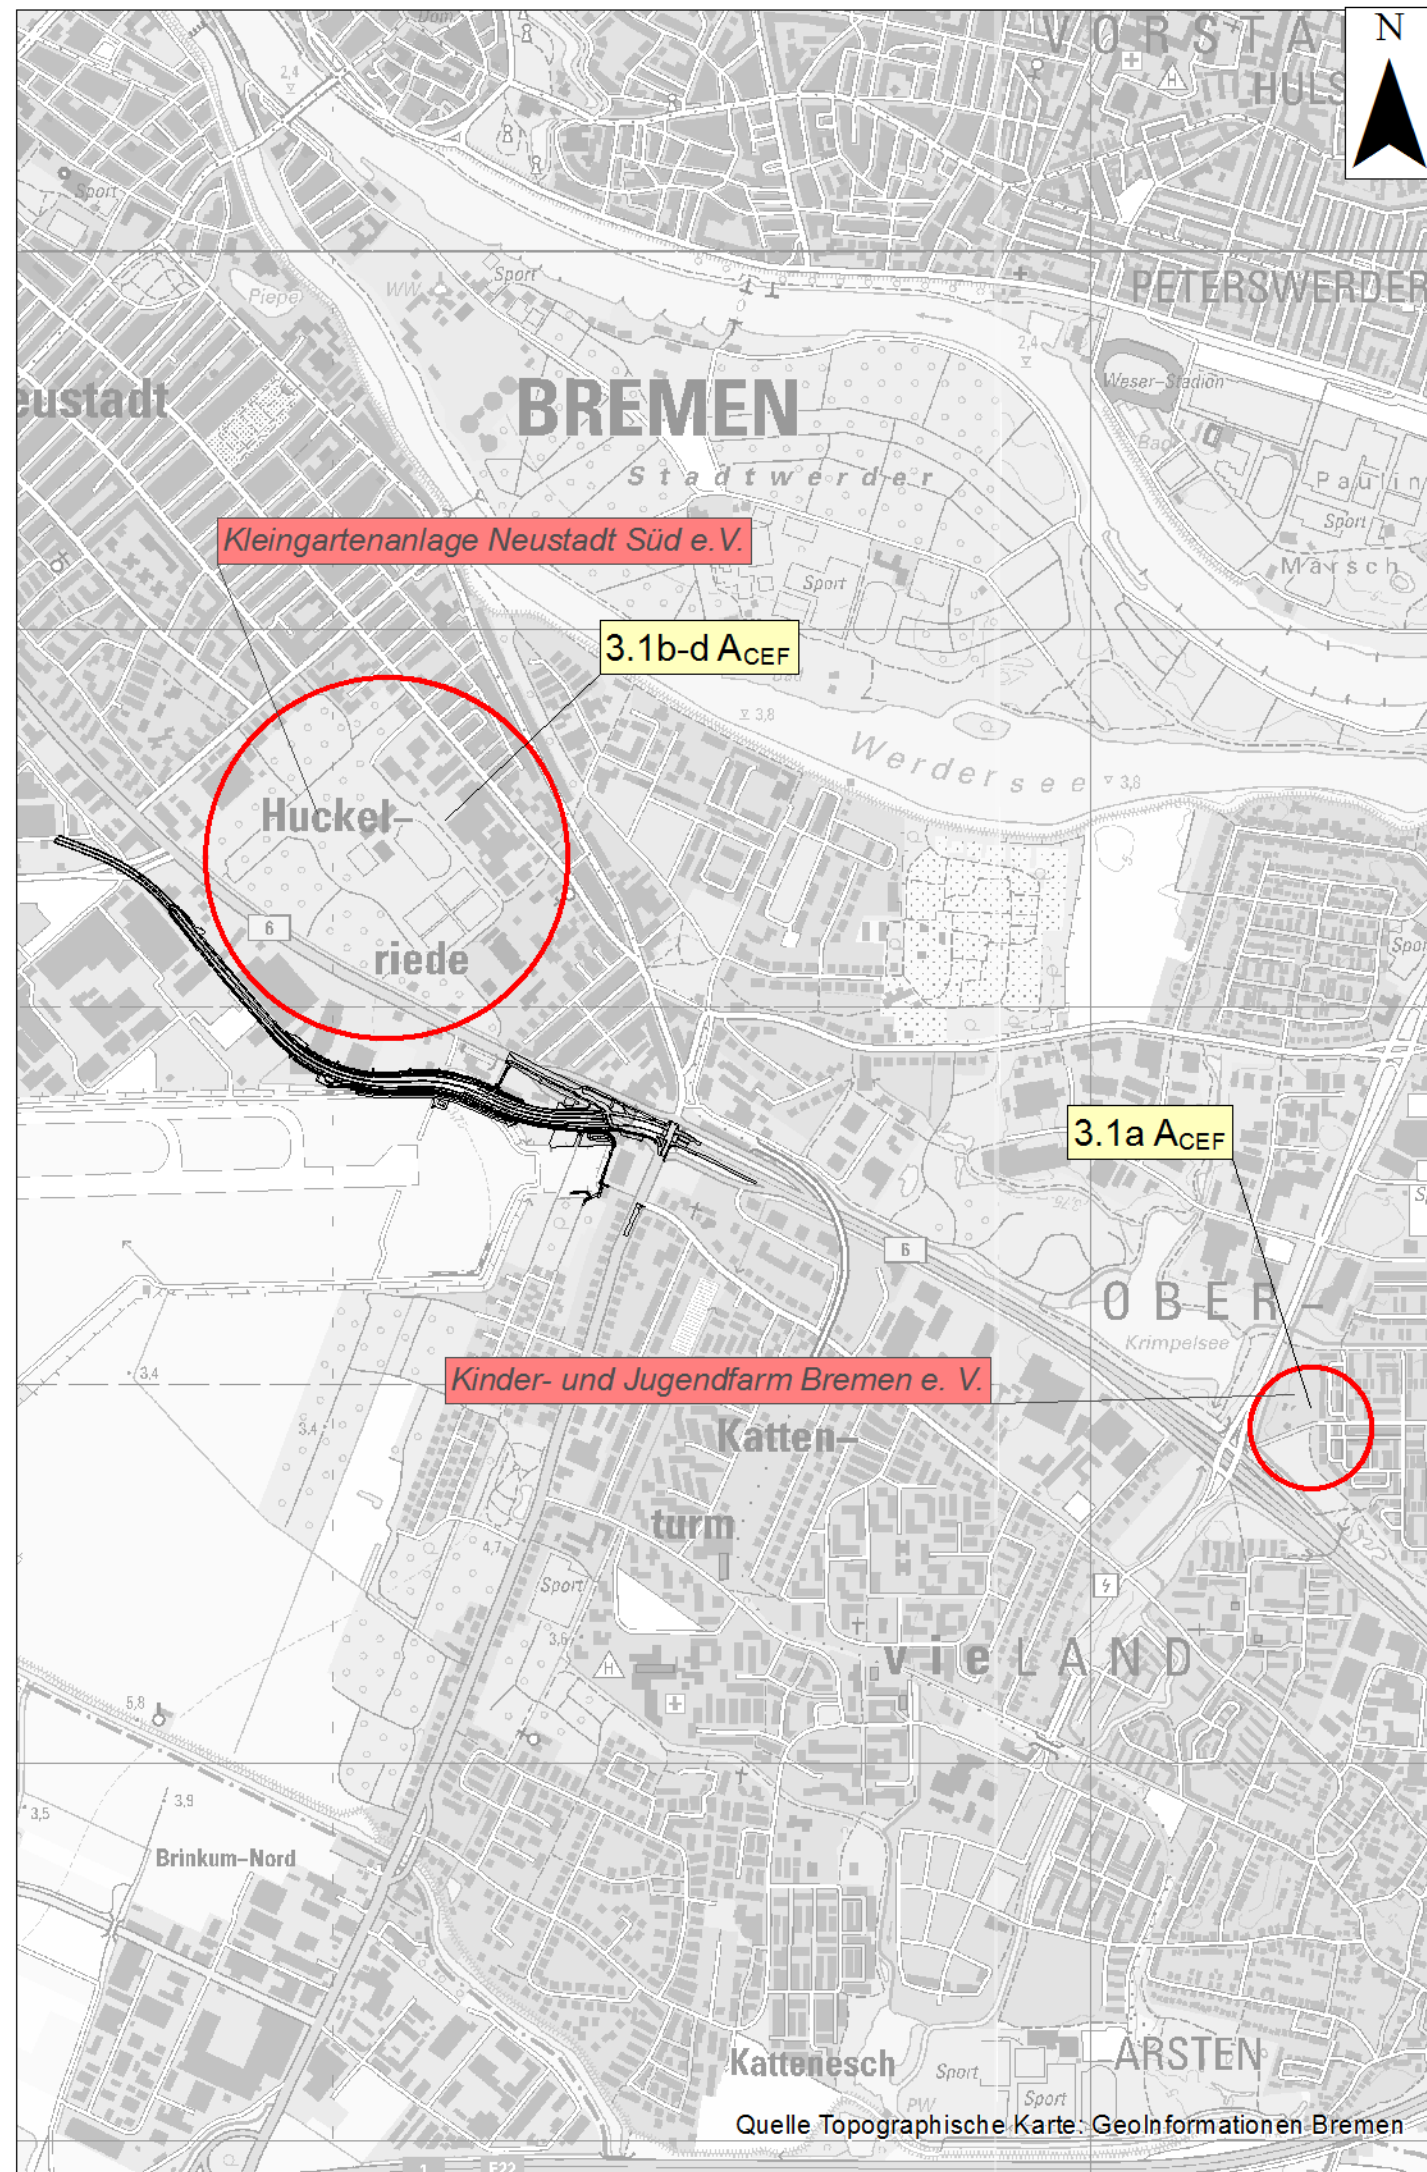 Dom
VORSTA
N
HULS
2,4
Sport
Sport
Piepe
WW
PETERSWERDER
2,4
eustadt
BREMEN
Weser-Stadion
Bad
Stadtwerder
Paulin
Sport
Kleingartenanlage Neustadt Süd e.V.
Marsch
Sport
3.1b-d ACEF
Bad
3,8
Werdersee
3,8
Huckel-
6
riede
Spor
3.1a ACEF
6
OBER-
Krimpelsee
3,4
Kinder- und Jugendfarm Bremen e. V.
3,4
Katten-
turm
4,7
Sport
3,6
H
vieLAND
5,8
3,5
3,9
Brinkum-Nord
Kattenesch
ARSTEN
Sport
Sport
PW
Quelle Topographische Karte: GeoInformationen Bremen
1
E22